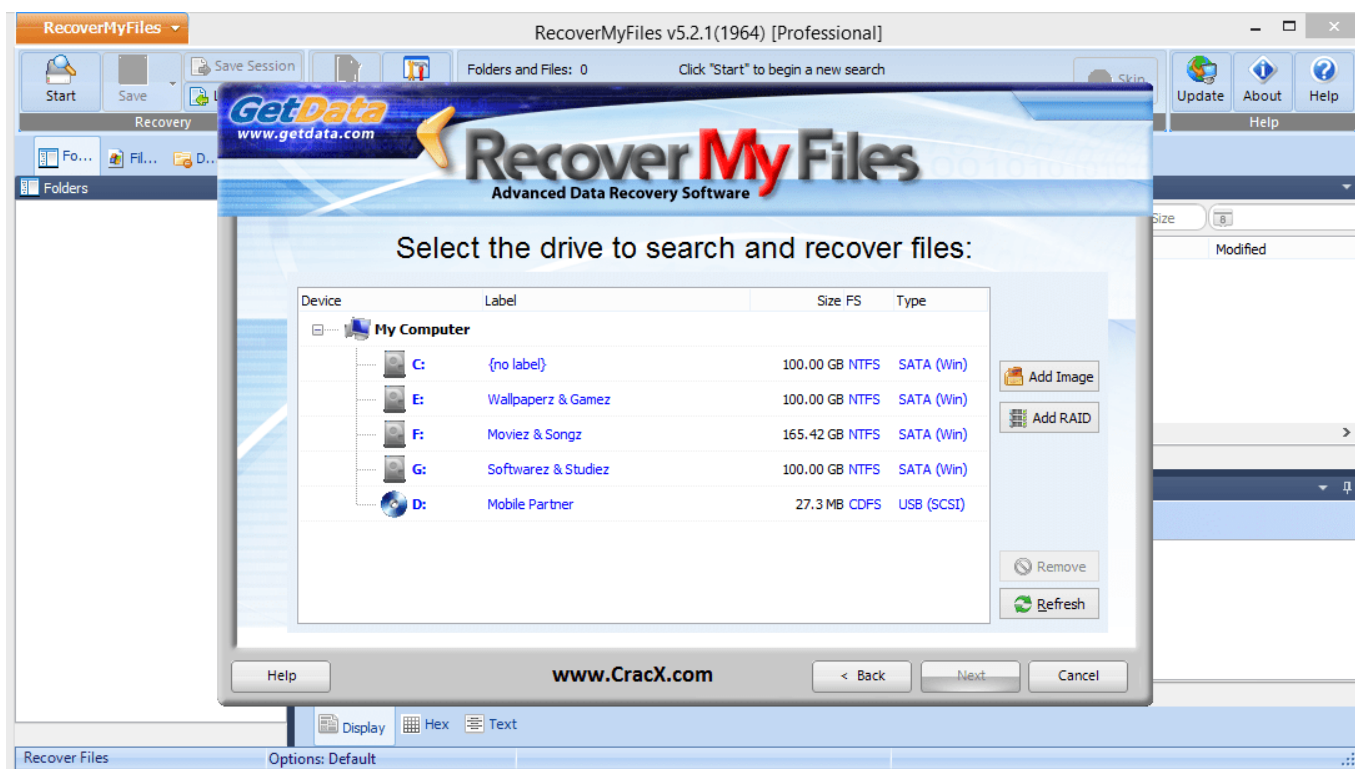 RecoverMyFiles
RecoverMyFiles v5.2.1(1964) [Professional]
Save Session
Folders and Files: 0
Click "Start" to begin a new search
Skip
Start
Save
L
Update
About
Help
Recovery
Help
GetData
www.getdata.com
Recover My Files
Advanced Data Recovery Software
Fo...
Fil...
D...
Folders
Size
Modified
Select the drive to search and recover files:
Device Label Size FS Type
My Computer
C: {no label} 100.00 GB NTFS SATA (Win)
E: Wallpaperz & Gamez 100.00 GB NTFS SATA (Win)
F: Moviez & Songz 165.42 GB NTFS SATA (Win)
G: Softwarez & Studiez 100.00 GB NTFS SATA (Win)
D: Mobile Partner 27.3 MB CDFS USB (SCSI)
Add Image
Add RAID
Remove
Refresh
Help
www.CracX.com
< Back
Next
Cancel
Display
Hex
Text
Recover Files
Options: Default